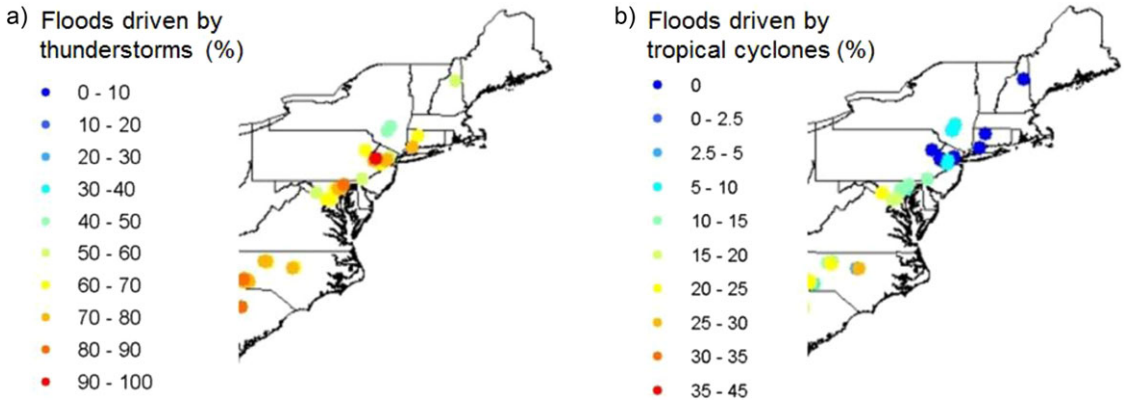 a) Floods driven by
thunderstorms (%)
0 - 10
10 - 20
20 - 30
30 -40
40 - 50
50 - 60
60 - 70
70 - 80
80 - 90
90 - 100
b) Floods driven by
tropical cyclones (%)
0
0 - 2.5
2.5 - 5
5 - 10
10 - 15
15 - 20
20 - 25
25 - 30
30 - 35
35 - 45